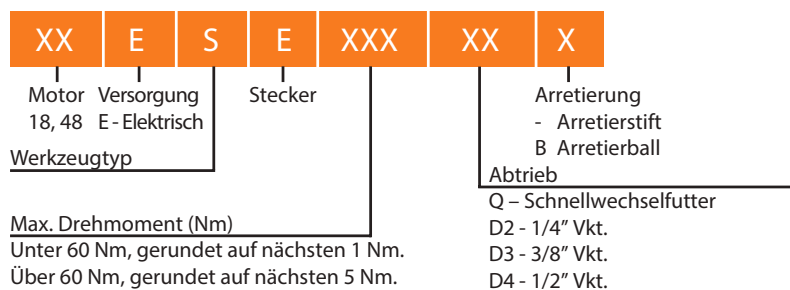 XX E S E XXX XX X
Motor Versorgung Stecker Arretierung
18, 48 E - Elektrisch - Arretierstift
B Arretierball
Werkzeugtyp
Abtrieb
Q – Schnellwechselfutter
Max. Drehmoment (Nm)
D2 - 1/4” Vkt.
Unter 60 Nm, gerundet auf nächsten 1 Nm.
D3 - 3/8” Vkt.
Über 60 Nm, gerundet auf nächsten 5 Nm.
D4 - 1/2” Vkt.